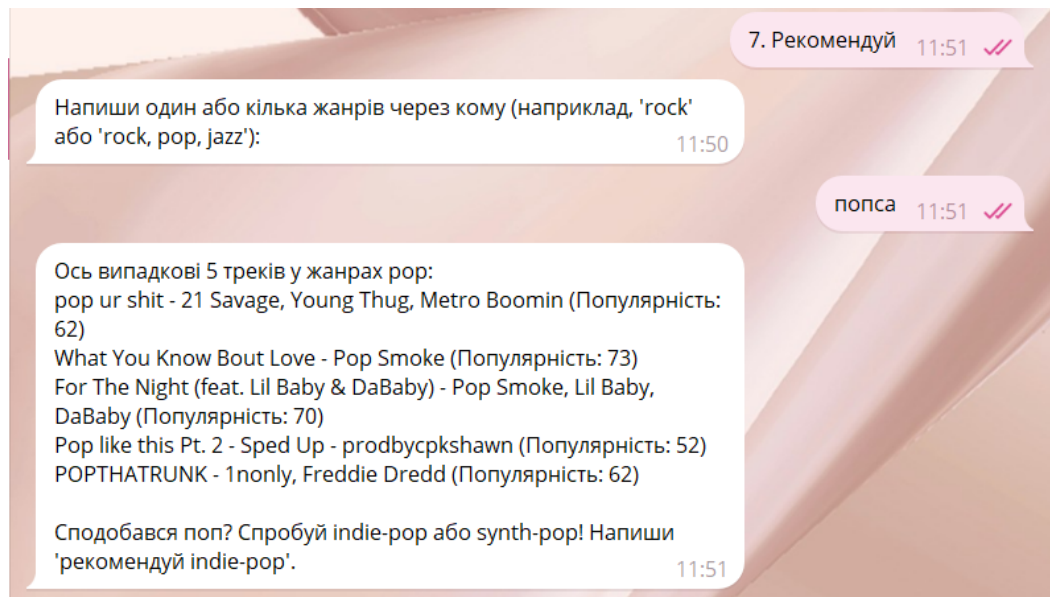 7. Рекомендуй 11:51
Напиши один або кілька жанрів через кому (наприклад, 'rock'
або 'rock, pop, jazz'):
11:50
попса 11:51
Ось випадкові 5 треків у жанрах pop:
pop ur shit - 21 Savage, Young Thug, Metro Boomin (Популярність:
62)
What You Know Bout Love - Pop Smoke (Популярність: 73)
For The Night (feat. Lil Baby & DaBaby) - Pop Smoke, Lil Baby,
DaBaby (Популярність: 70)
Pop like this Pt. 2 - Sped Up - prodbycpkshawn (Популярність: 52)
POPTHATRUNK - 1nonly, Freddie Dredd (Популярність: 62)
Сподобався поп? Спробуй indie-pop або synth-pop! Напиши
'рекомендуй indie-pop'.
11:51